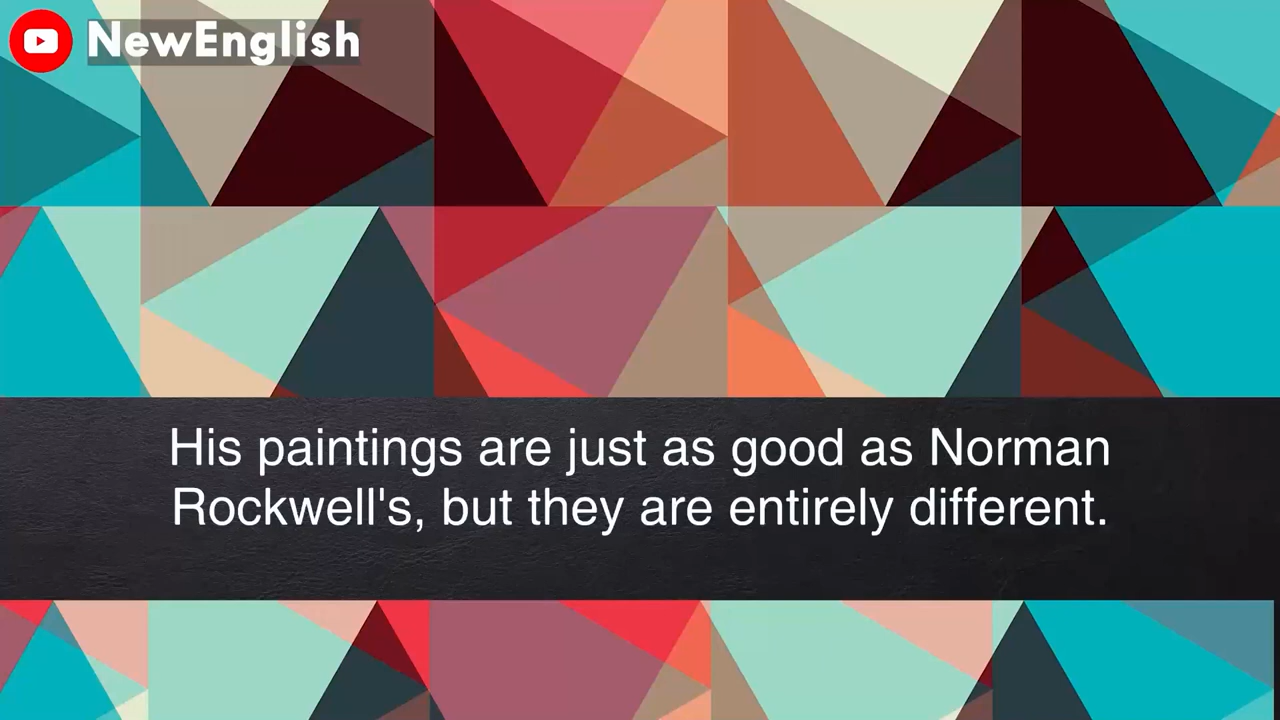 NewEnglish
His paintings are just as good as Norman
Rockwell's, but they are entirely different.